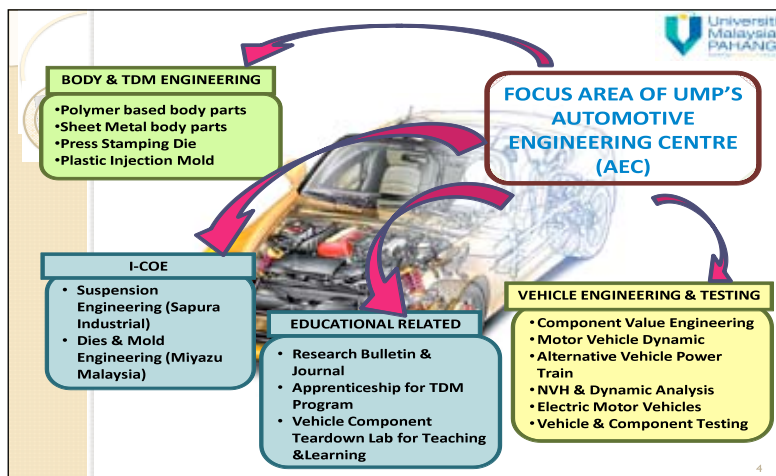 Universiti
Malaysia
PAHANG
FOCUS AREA OF UMP'S
AUTOMOTIVE
ENGINEERING CENTRE
(AEC)
BODY & TDM ENGINEERING
•Polymer based body parts
•Sheet Metal body parts
•Press Stamping Die
•Plastic Injection Mold
I-COE
• Suspension
Engineering (Sapura
Industrial)
• Dies & Mold
Engineering (Miyazu
Malaysia)
EDUCATIONAL RELATED
• Research Bulletin &
Journal
• Apprenticeship for TDM
Program
• Vehicle Component
Teardown Lab for Teaching
&Learning
VEHICLE ENGINEERING & TESTING
•Component Value Engineering
•Motor Vehicle Dynamic
•Alternative Vehicle Power
Train
•NVH & Dynamic Analysis
•Electric Motor Vehicles
•Vehicle & Component Testing
4